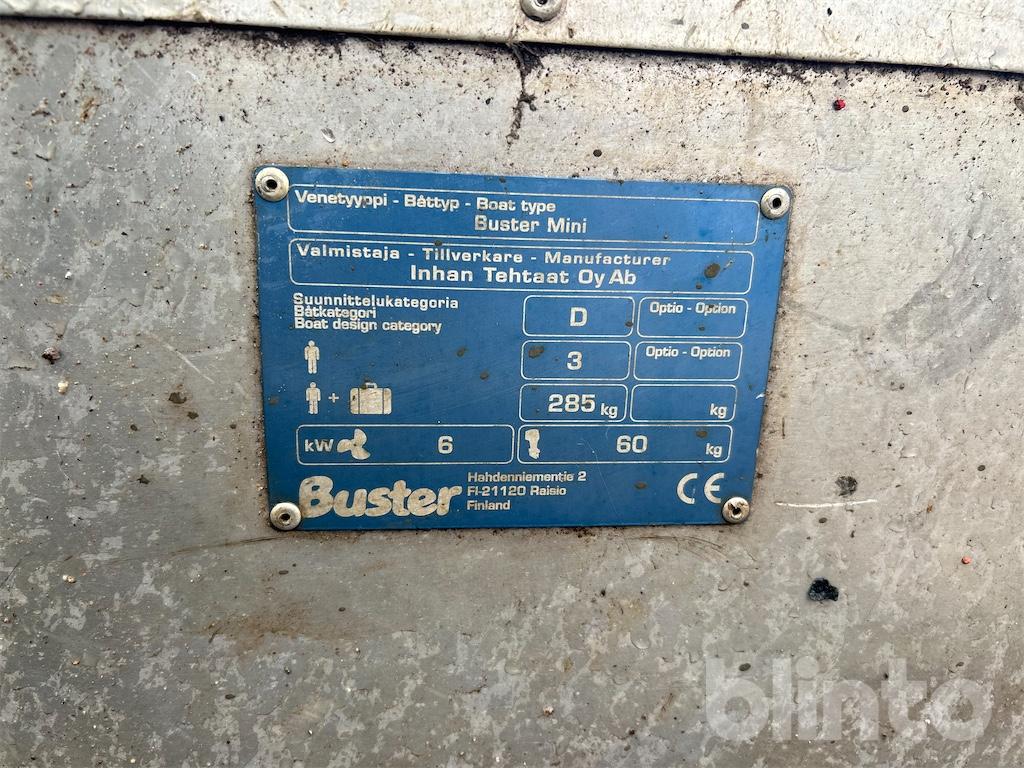 Venetyyppi - Båttyp - Boat type
Buster Mini
Valmistaja - Tillverkare - Manufacturer
Inhan Tehtaat Oy Ab
Suunnittelukategoria
Båtkategori
Boat design category
D
Optio - Option
3
Optio - Option
+
285 kg
kg
kW 6
60 kg
Buster
Hahdenniementie 2
FI-21120 Raisio
Finland
CE
blinto